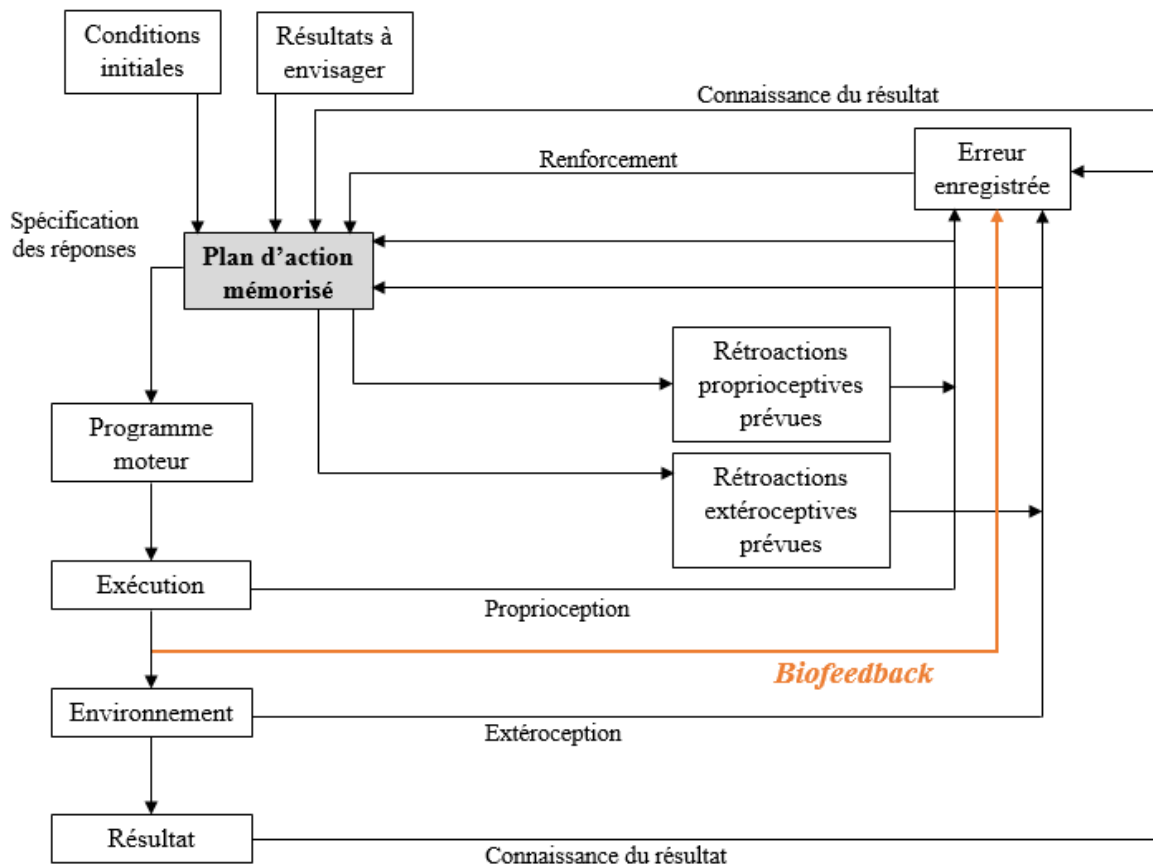 Conditions
initiales
Résultats à
envisager
Connaissance du résultat
Renforcement
Erreur
enregistrée
Spécification
des réponses
Plan d’action
mémorisé
Rétroactions
proprioceptives
prévues
Programme
moteur
Rétroactions
extéroceptives
prévues
Exécution
Proprioception
Biofeedback
Environnement
Extéroception
Résultat
Connaissance du résultat